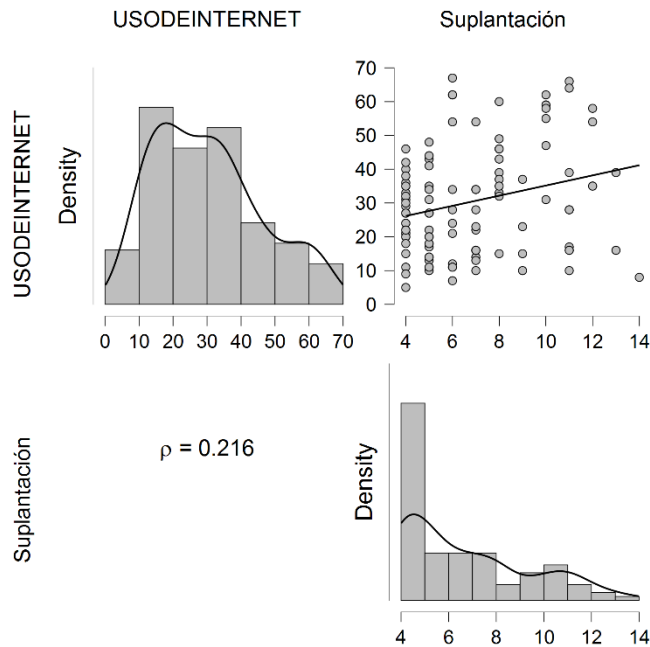 USODEINTERNET
Suplantación
USODEINTERNET
Density
0 10 20 30 40 50 60 70
70
60
50
40
30
20
10
0
4 6 8 10 12 14
Suplantación
ρ = 0.216
Density
4 6 8 10 12 14